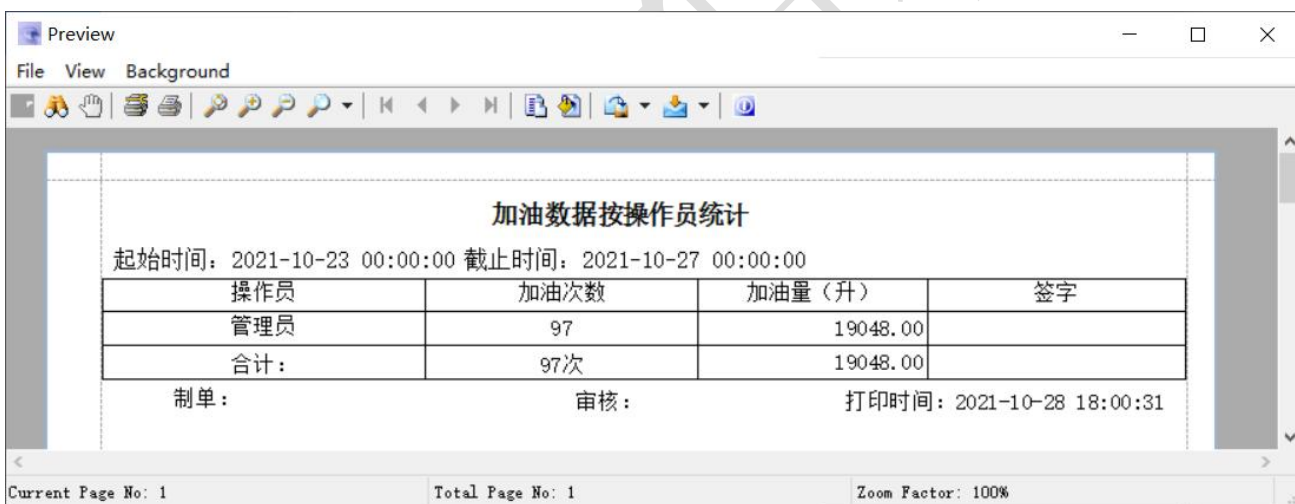 Preview
File View Background
加油数据按操作员统计
起始时间：2021-10-23 00:00:00 截止时间：2021-10-27 00:00:00
操作员 加油次数 加油量（升） 签字
管理员 97 19048.00
合计： 97次 19048.00
制单： 审核： 打印时间：2021-10-28 18:00:31
Current Page No: 1 Total Page No: 1 Zoom Factor: 100%